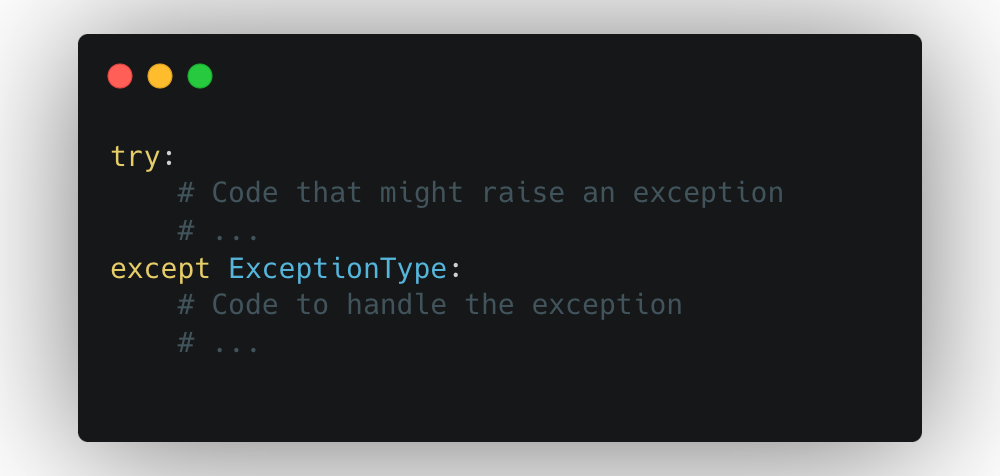 try:
    # Code that might raise an exception
    # ...
except ExceptionType:
    # Code to handle the exception
    # ...